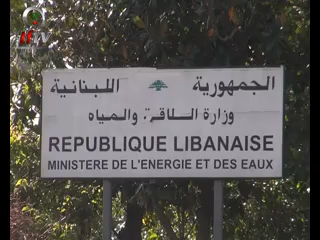 الجمهورية اللبنانية
وزارة الطاقة والمياه
REPUBLIQUE LIBANAISE
MINISTERE DE L'ENERGIE ET DES EAUX